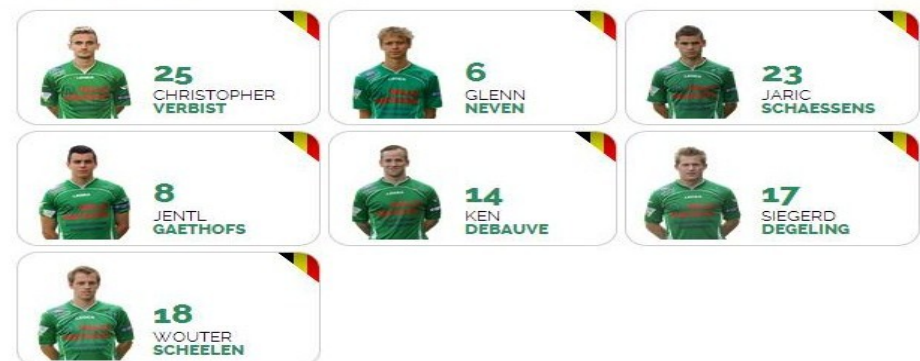 25
CHRISTOPHER
VERBIST
6
GLENN
NEVEN
23
JARIC
SCHAESSENS
8
JENTL
GAETHOFS
14
KEN
DEBAUVE
17
SIEGERD
DEGELING
18
WOUTER
SCHEELEN